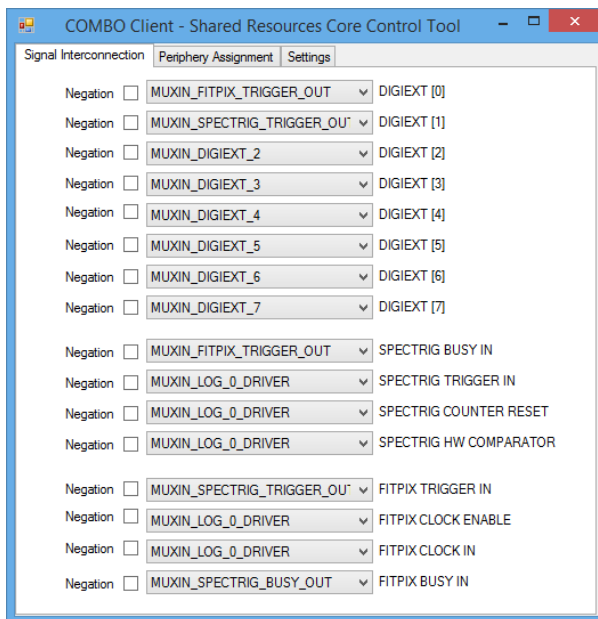 COMBO Client - Shared Resources Core Control Tool
Signal Interconnection Periphery Assignment Settings
Negation MUXIN_FITPIX_TRIGGER_OUT DIGIEXT [0]
Negation MUXIN_SPECTRIG_TRIGGER_OU DIGIEXT [1]
Negation MUXIN_DIGIEXT_2 DIGIEXT [2]
Negation MUXIN_DIGIEXT_3 DIGIEXT [3]
Negation MUXIN_DIGIEXT_4 DIGIEXT [4]
Negation MUXIN_DIGIEXT_5 DIGIEXT [5]
Negation MUXIN_DIGIEXT_6 DIGIEXT [6]
Negation MUXIN_DIGIEXT_7 DIGIEXT [7]
Negation MUXIN_FITPIX_TRIGGER_OUT SPECTRIG BUSY IN
Negation MUXIN_LOG_0_DRIVER SPECTRIG TRIGGER IN
Negation MUXIN_LOG_0_DRIVER SPECTRIG COUNTER RESET
Negation MUXIN_LOG_0_DRIVER SPECTRIG HW COMPARATOR
Negation MUXIN_SPECTRIG_TRIGGER_OU FITPIX TRIGGER IN
Negation MUXIN_LOG_0_DRIVER FITPIX CLOCK ENABLE
Negation MUXIN_LOG_0_DRIVER FITPIX CLOCK IN
Negation MUXIN_SPECTRIG_BUSY_OUT FITPIX BUSY IN